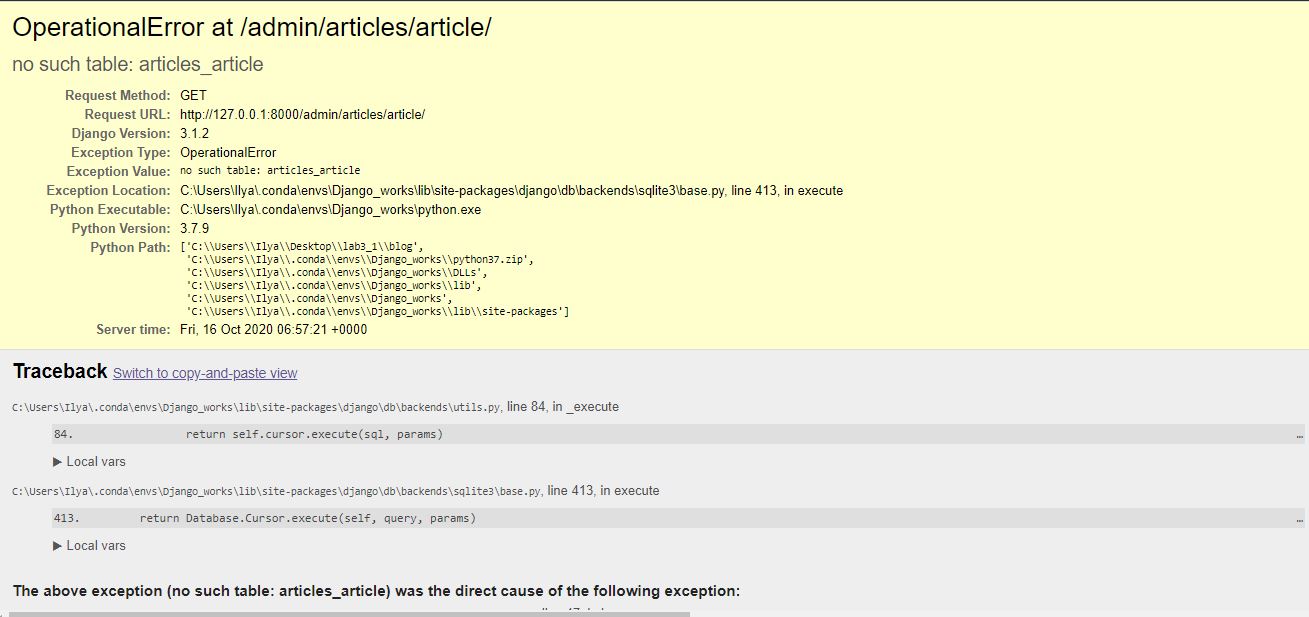 OperationalError at /admin/articles/article/
no such table: articles_article
Request Method: GET
Request URL: http://127.0.0.1:8000/admin/articles/article/
Django Version: 3.1.2
Exception Type: OperationalError
Exception Value: no such table: articles_article
Exception Location: C:\Users\Ilya\.conda\envs\Django_works\lib\site-packages\django\db\backends\sqlite3\base.py, line 413, in execute
Python Executable: C:\Users\Ilya\.conda\envs\Django_works\python.exe
Python Version: 3.7.9
Python Path: ['C:\\Users\\Ilya\\Desktop\\lab3_1\\blog',
'C:\\Users\\Ilya\\.conda\\envs\\Django_works\\python37.zip',
'C:\\Users\\Ilya\\.conda\\envs\\Django_works\\DLLs',
'C:\\Users\\Ilya\\.conda\\envs\\Django_works\\lib',
'C:\\Users\\Ilya\\.conda\\envs\\Django_works',
'C:\\Users\\Ilya\\.conda\\envs\\Django_works\\lib\\site-packages']
Server time: Fri, 16 Oct 2020 06:57:21 +0000
Traceback Switch to copy-and-paste view
C:\Users\Ilya\.conda\envs\Django_works\lib\site-packages\django\db\backends\utils.py, line 84, in _execute
84. return self.cursor.execute(sql, params) …
▶ Local vars
C:\Users\Ilya\.conda\envs\Django_works\lib\site-packages\django\db\backends\sqlite3\base.py, line 413, in execute
413. return Database.Cursor.execute(self, query, params) …
▶ Local vars
The above exception (no such table: articles_article) was the direct cause of the following exception: